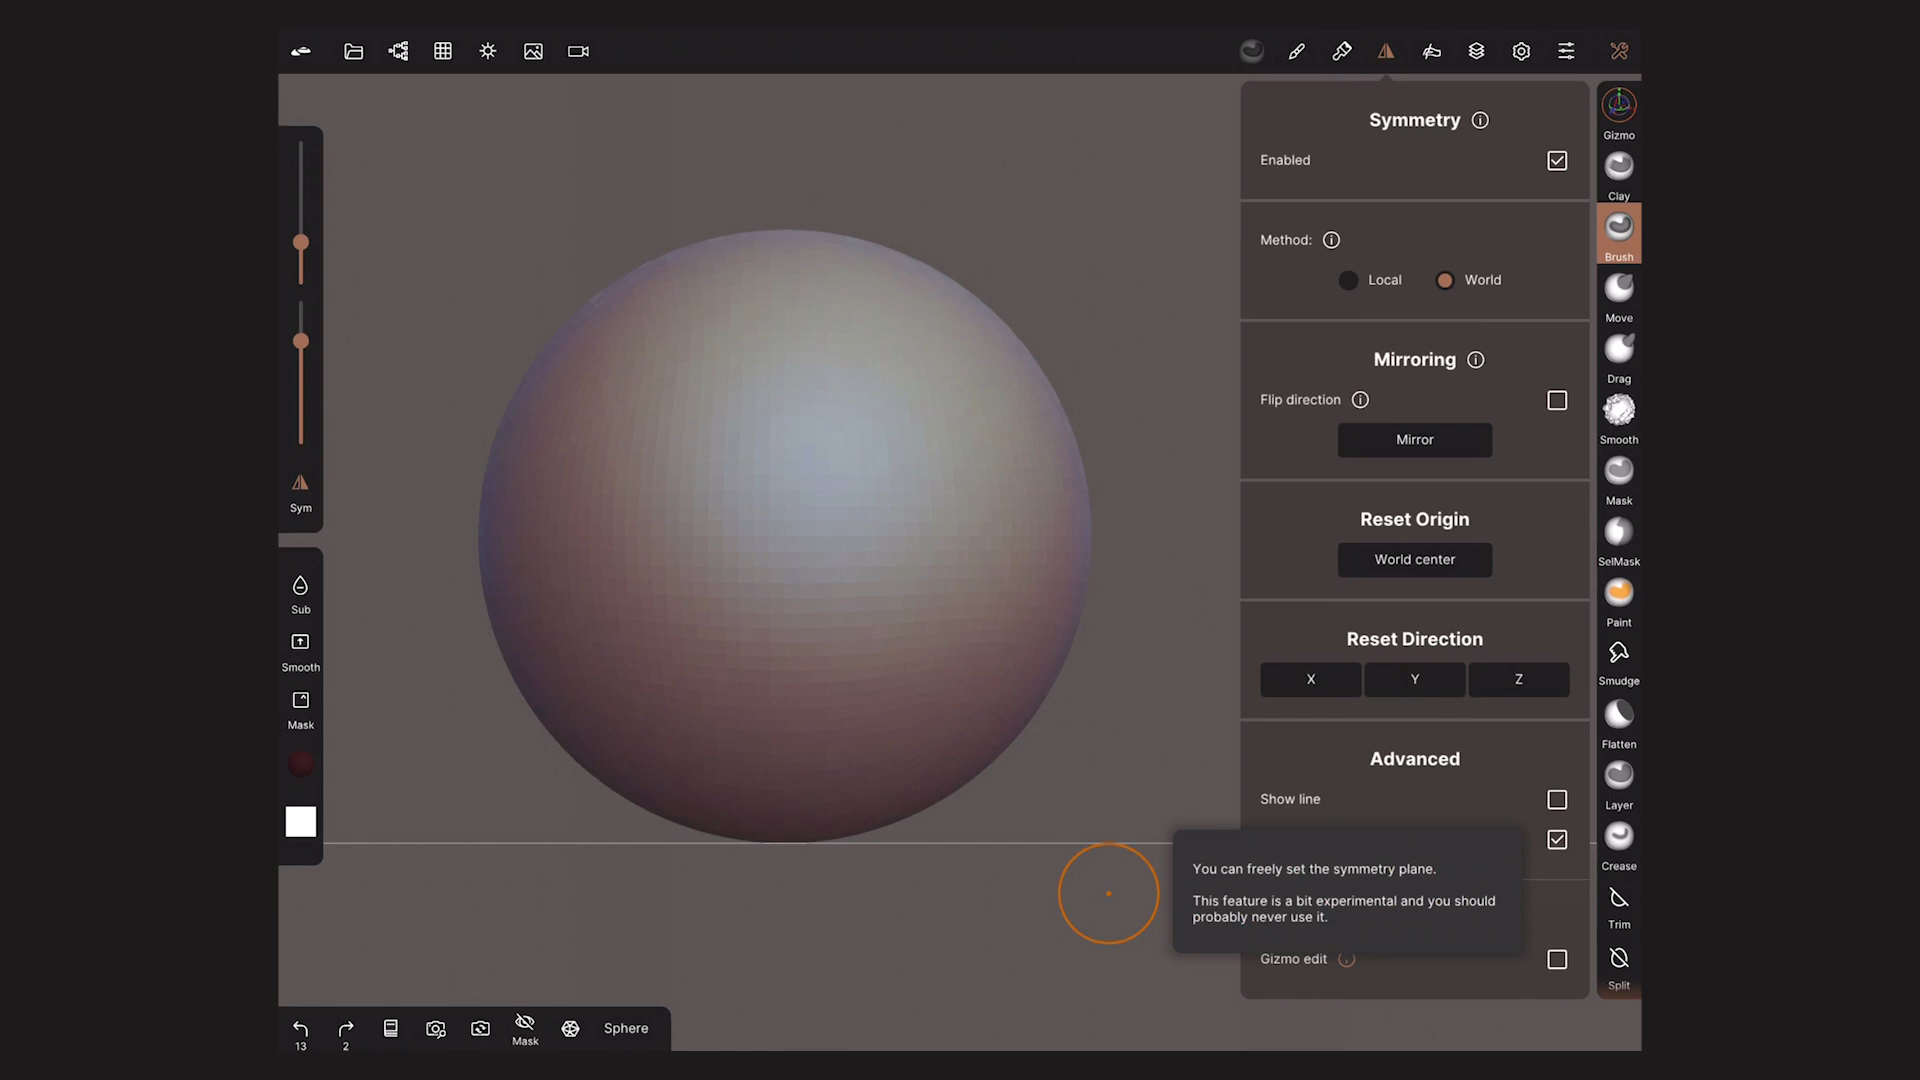 Symmetry
Enabled
Method:
Local
World
Mirroring
Flip direction
Mirror
Reset Origin
World center
Reset Direction
X Y Z
Advanced
Show line
You can freely set the symmetry plane.
This feature is a bit experimental and you should
probably never use it.
Gizmo edit
Gizmo
Clay
Brush
Move
Drag
Smooth
Mask
SelMask
Paint
Smudge
Flatten
Layer
Crease
Trim
Split
Sym
Sub
Smooth
Mask
13
2
Mask
Sphere